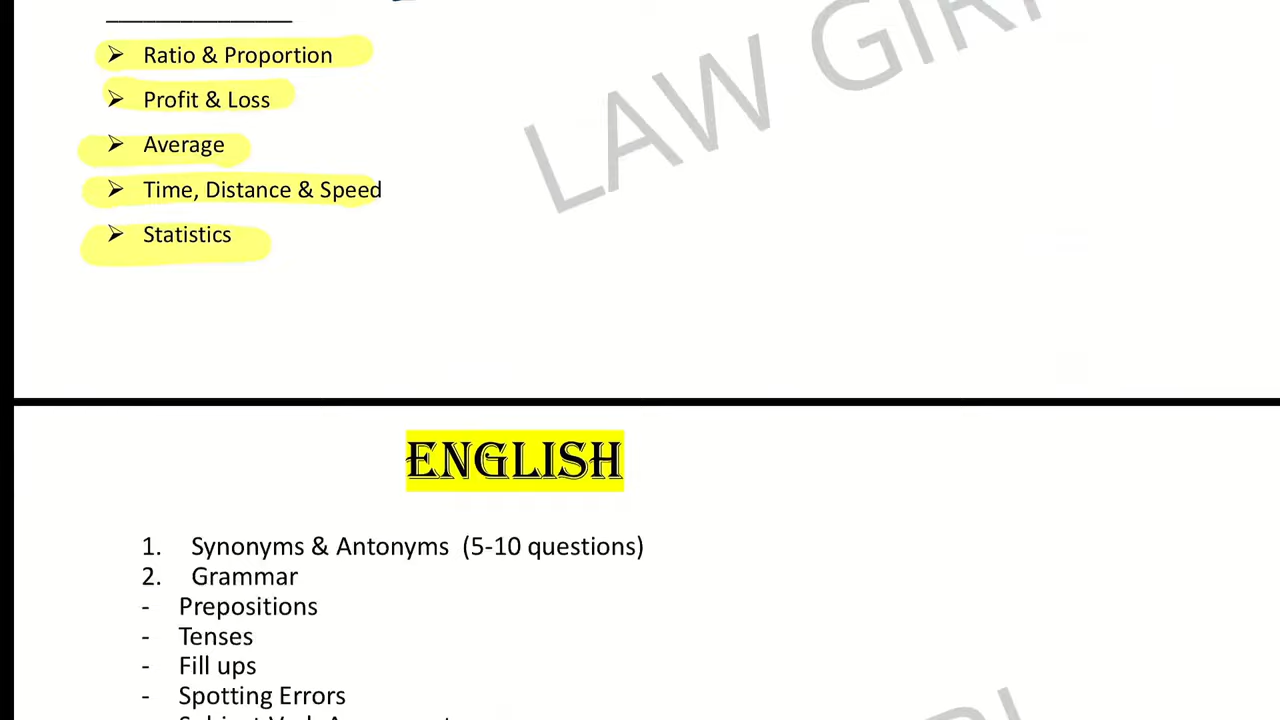 ➢ Ratio & Proportion
➢ Profit & Loss
➢ Average
➢ Time, Distance & Speed
➢ Statistics
LAW GIRL
ENGLISH
1. Synonyms & Antonyms (5-10 questions)
2. Grammar
- Prepositions
- Tenses
- Fill ups
- Spotting Errors